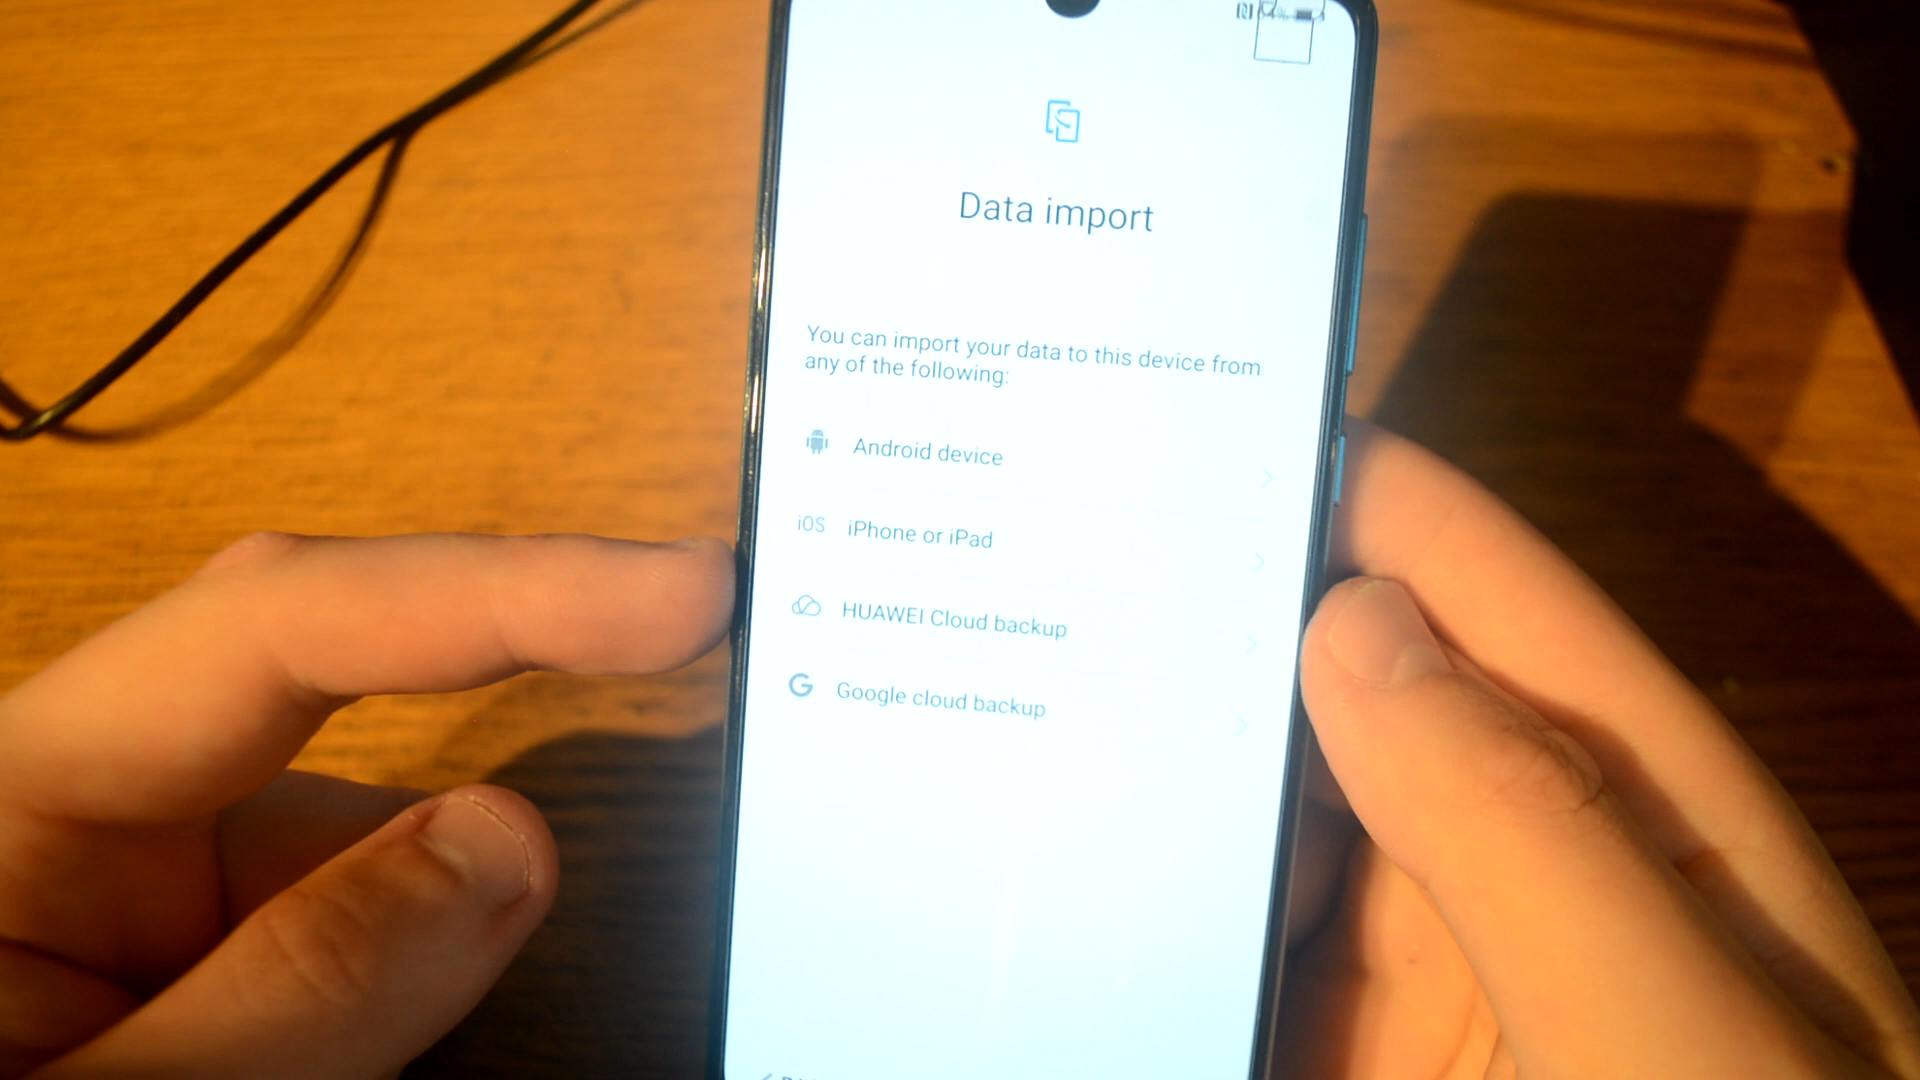 Data import
You can import your data to this device from
any of the following:
Android device
iOS iPhone or iPad
HUAWEI Cloud backup
G Google cloud backup